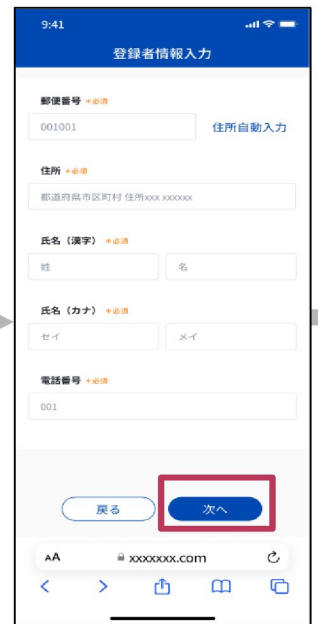 9:41
登録者情報入力
郵便番号 *必須
001001 住所自動入力
住所 *必須
都道府県市区町村 住所xxx xxxxxx
氏名（漢字） *必須
姓 名
氏名（カナ） *必須
セイ メイ
電話番号 *必須
001
戻る 次へ
AA xxxxxxx.com